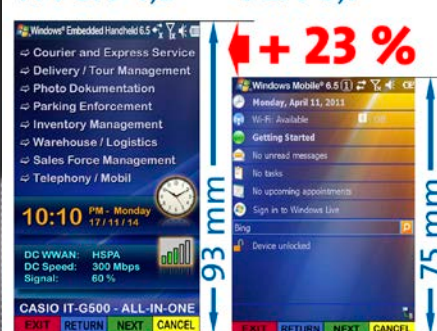 + 23 %
Windows® Embedded Handheld 6.5
➪ Courier and Express Service
➪ Delivery / Tour Management
➪ Photo Dokumentation
➪ Parking Enforcement
➪ Inventory Management
➪ Warehouse / Logistics
➪ Sales Force Management
➪ Telephony / Mobil
10:10 PM - Monday
17/11/14
DC WWAN: HSPA
DC Speed: 300 Mbps
Signal: 60 %
CASIO IT-G500 - ALL-IN-ONE
EXIT RETURN NEXT CANCEL
93 mm
Windows Mobile® 6.5
Monday, April 11, 2011
Wi-Fi: Available Off
Getting Started
No unread messages
No tasks
No upcoming appointments
Sign in to Windows Live
Bing
Device unlocked
EXIT RETURN NEXT CANCEL
75 mm